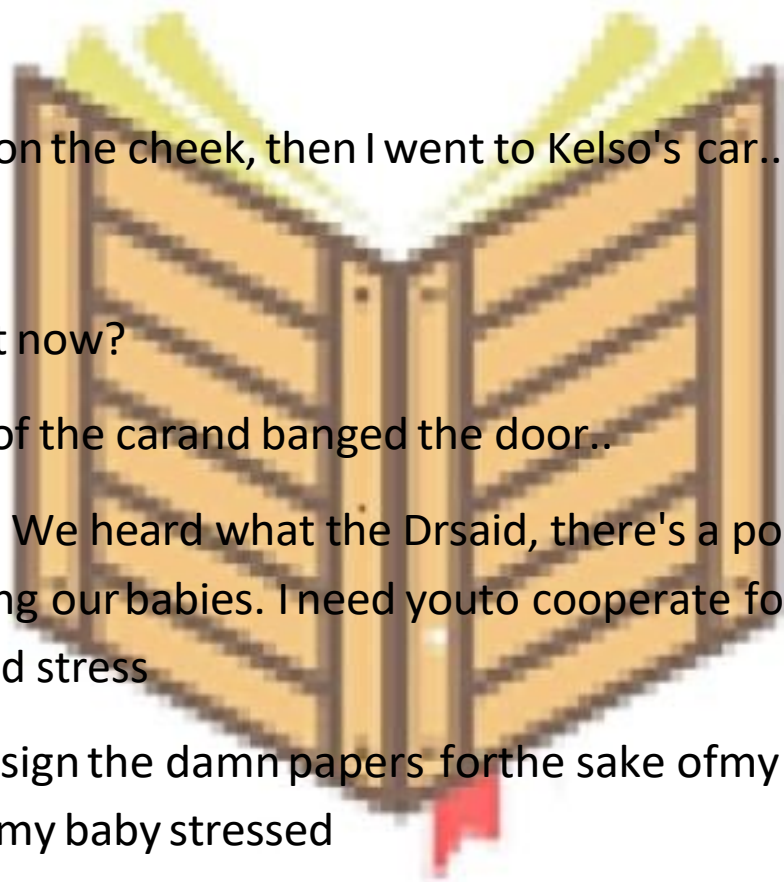 on the cheek, then I went to Kelso's car..
t now?
of the carand banged the door..
We heard what the Drsaid, there's a po
ng our babies. I need youto cooperate fo
d stress
sign the damn papers forthe sake ofmy
my baby stressed